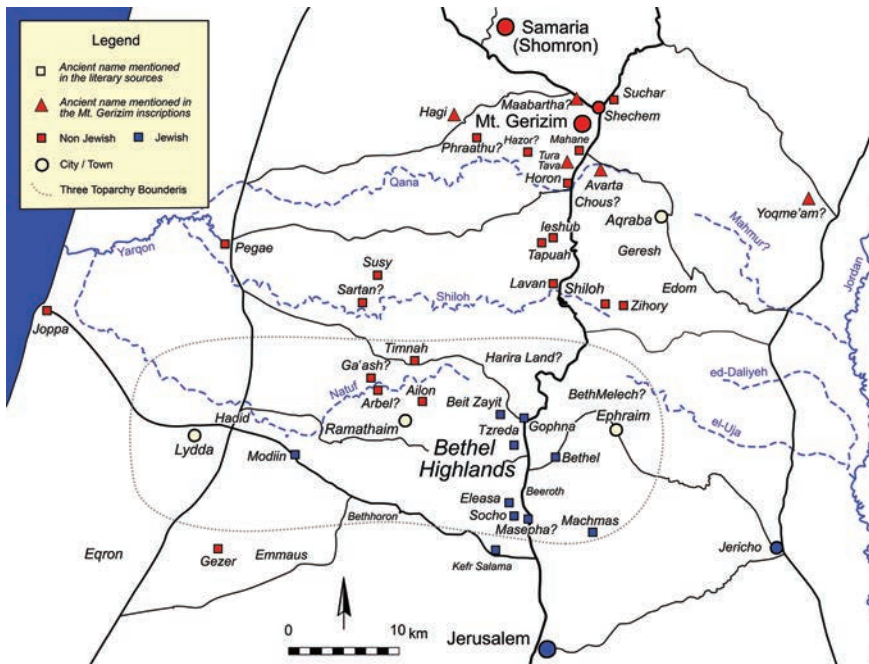 Legend
Ancient name mentioned
in the literary sources
Ancient name mentioned in
the Mt. Gerizim inscriptions
Non Jewish
Jewish
City / Town
Three Toparchy Bounderis
Samaria
(Shomron)
Suchar
Maabartha?
Hagi
Mt. Gerizim
Shechem
Phraathu?
Hazor?
Mahane
Tura
Tava
Qana
Horon
Avarta
Chous?
Yoqme'am?
Aqraba
Mahmur?
Ieshub
Yarqon
Pegae
Tapuah
Geresh
Jordan
Susy
Sartan?
Lavan
Shiloh
Edom
Shiloh
Zihory
Joppa
Timnah
Harira Land?
Ga'ash?
ed-Daliyeh
Natuf
Arbel?
Ailon
Beit Zayit
BethMelech?
Hadid
Ramathaim
Tzreda
Gophna
Ephraim
el-Uja
Lydda
Modiin
Bethel
Highlands
Bethel
Eleasa
Beeroth
Bethhoron
Socho
Masepha?
Machmas
Eqron
Gezer
Emmaus
Kefr Salama
Jericho
0
10
km
Jerusalem